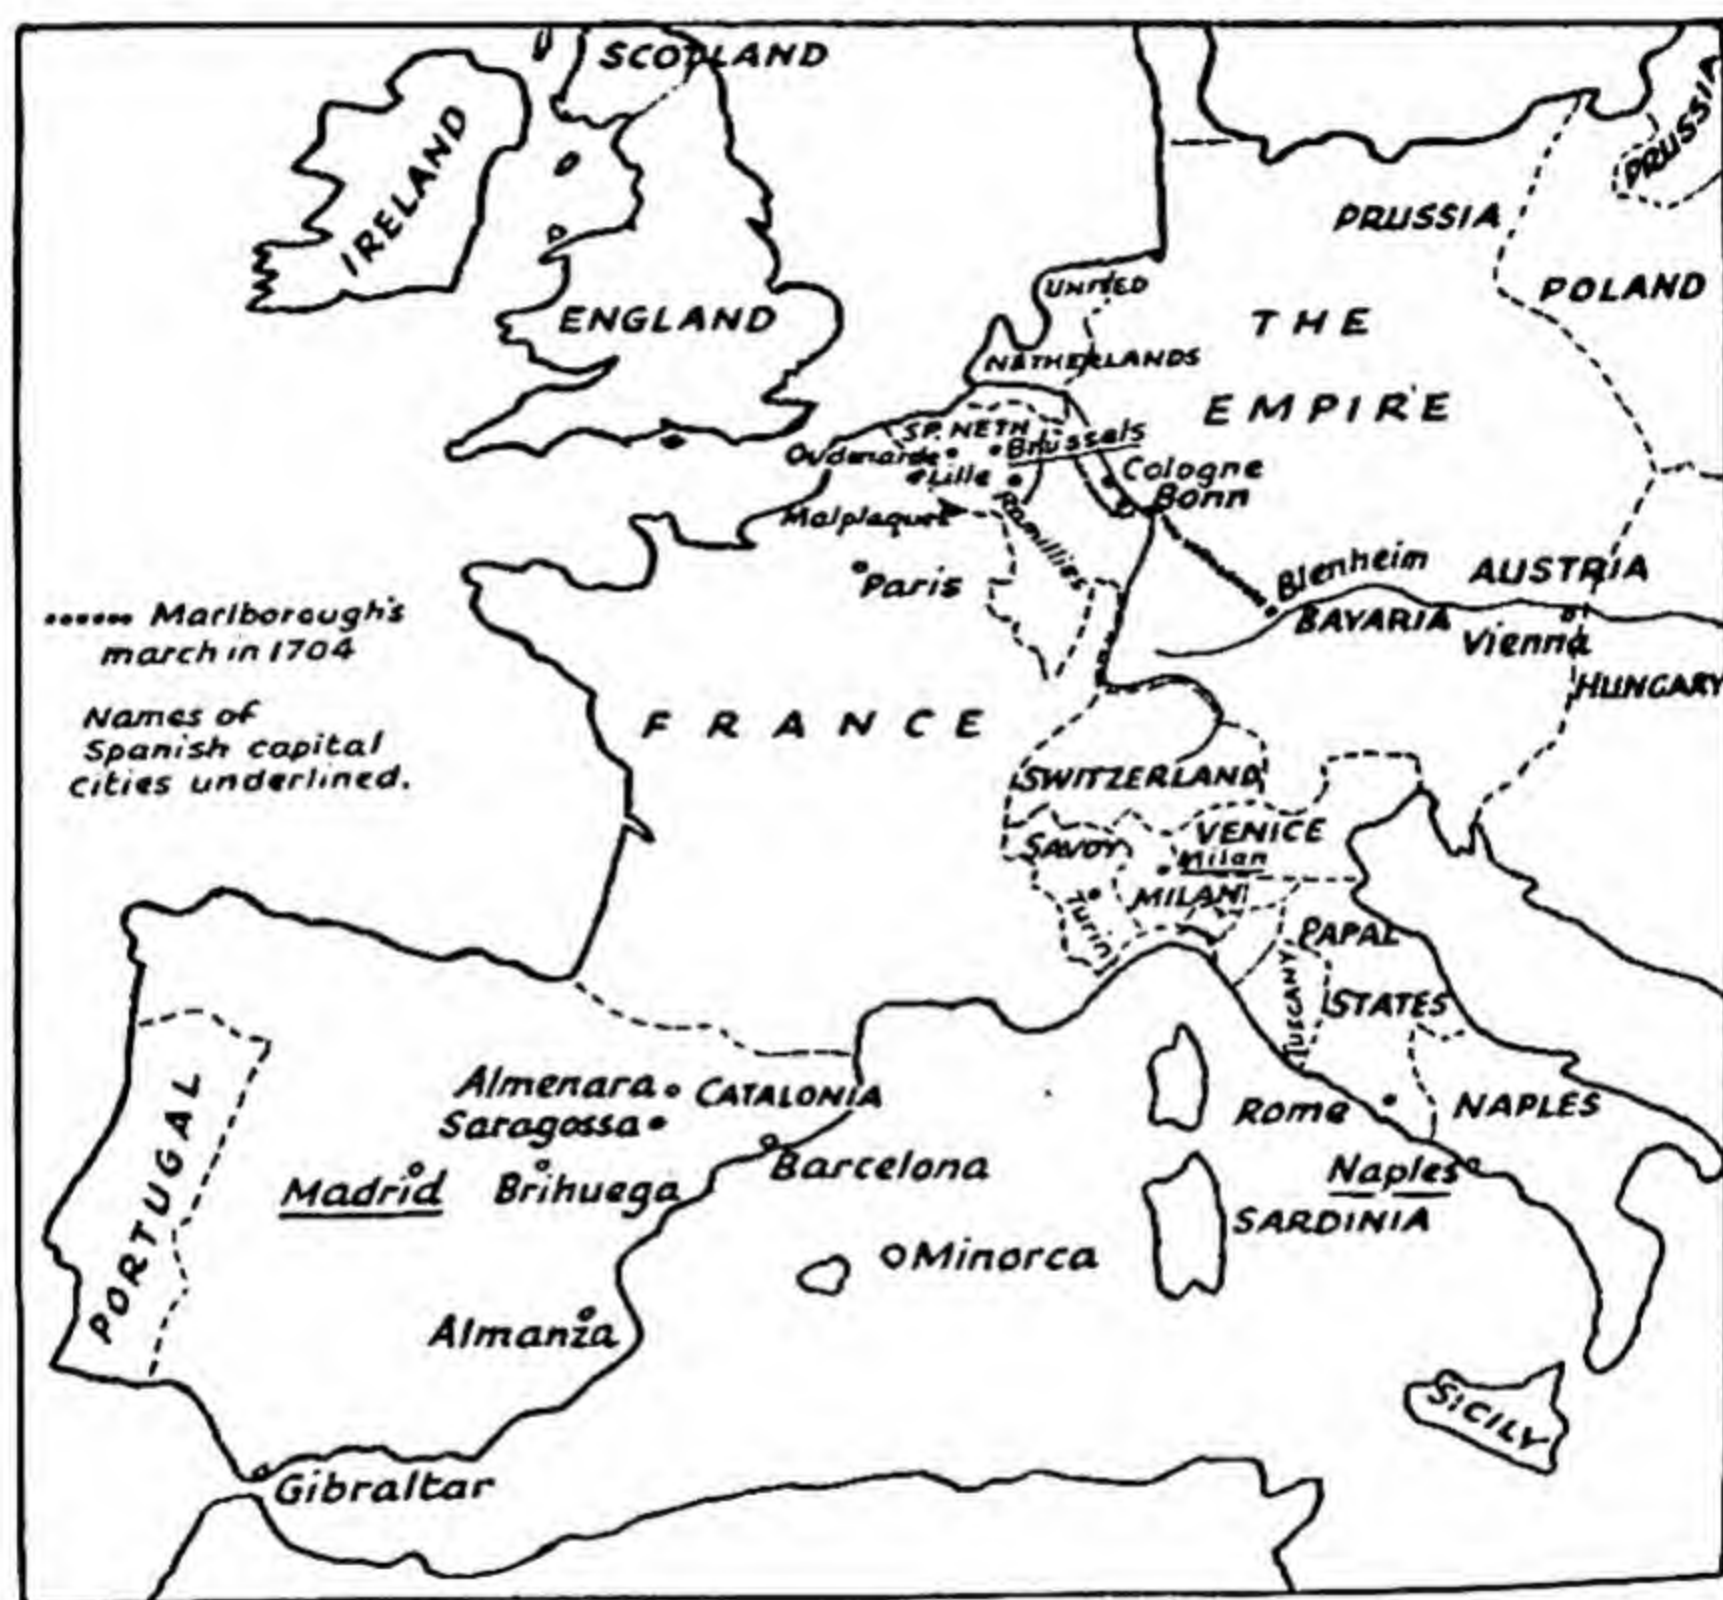 SCOTLAND
IRELAND
ENGLAND
PRUSSIA
PRUSSIA
POLAND
UNITED
NETHERLANDS
THE
EMPIRE
SP. NETH
Brussels
Oudenarde
Lille
Cologne
Bonn
Malplaquet
Ramillies
Paris
Blenheim
AUSTRIA
BAVARIA
Vienna
HUNGARY
Marlborough's
march in 1704
Names of
Spanish capital
cities underlined.
FRANCE
SWITZERLAND
SAVOY
VENICE
Milan
MILAN
Turin
PAPAL
STATES
TUSCANY
Almenara
CATALONIA
Saragossa
Rome
NAPLES
Barcelona
Naples
Madrid
Brihuega
PORTUGAL
SARDINIA
Minorca
Almanza
SICILY
Gibraltar